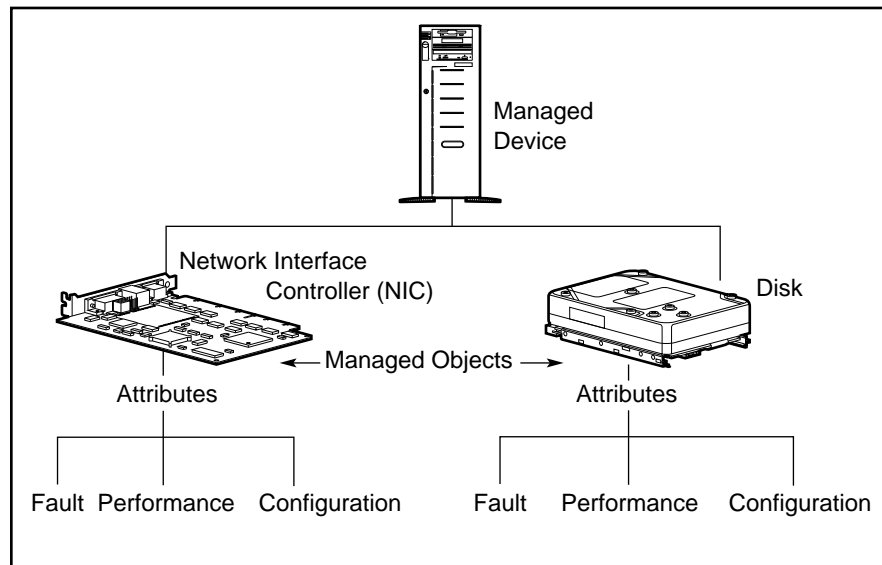 Managed
Device
Network Interface
Controller (NIC)
Disk
Managed Objects
Attributes
Attributes
Fault Performance Configuration
Fault Performance Configuration